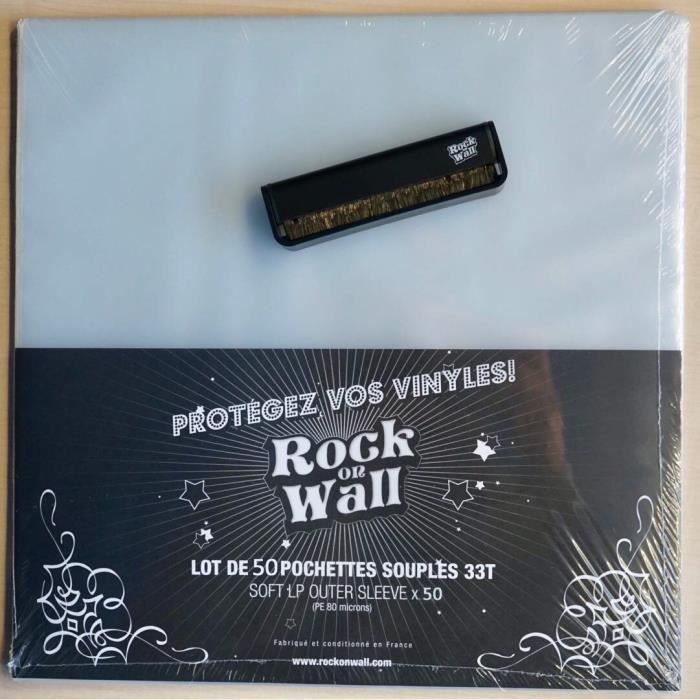 Rock
on
Wall
PROTÉGEZ VOS VINYLES!
Rock
on
Wall
LOT DE 50 POCHETTES SOUPLES 33T
SOFT LP OUTER SLEEVE x 50
(PE 80 microns)
Fabriqué et conditionné en France
www.rockonwall.com